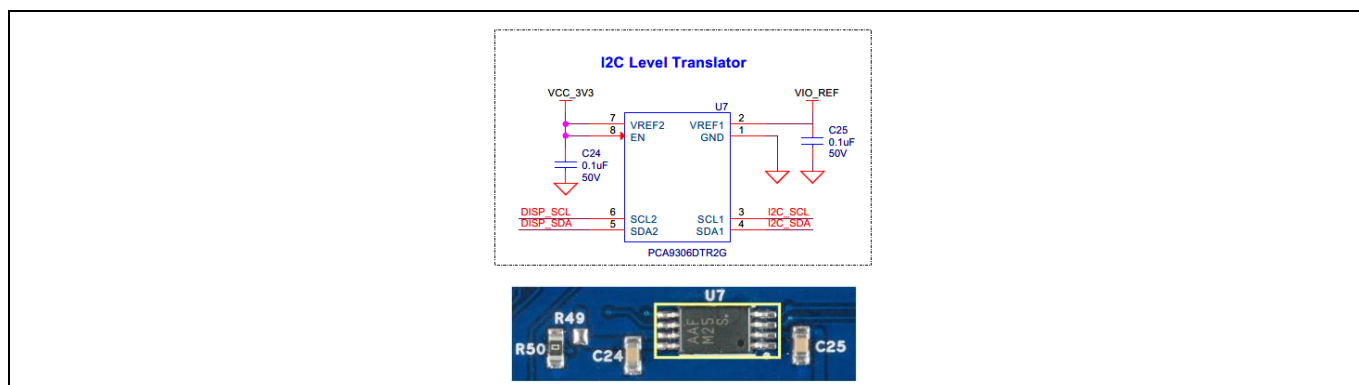 I2C Level Translator
VCC_3V3
VIO_REF
U7
7
VREF2
VREF1
2
8
EN
GND
1
C24
0.1uF
50V
C25
0.1uF
50V
DISP_SCL
6
SCL2
SCL1
3
I2C_SCL
DISP_SDA
5
SDA2
SDA1
4
I2C_SDA
PCA9306DTR2G
U7
R49
R50
C24
AAF
M25
S.
C25